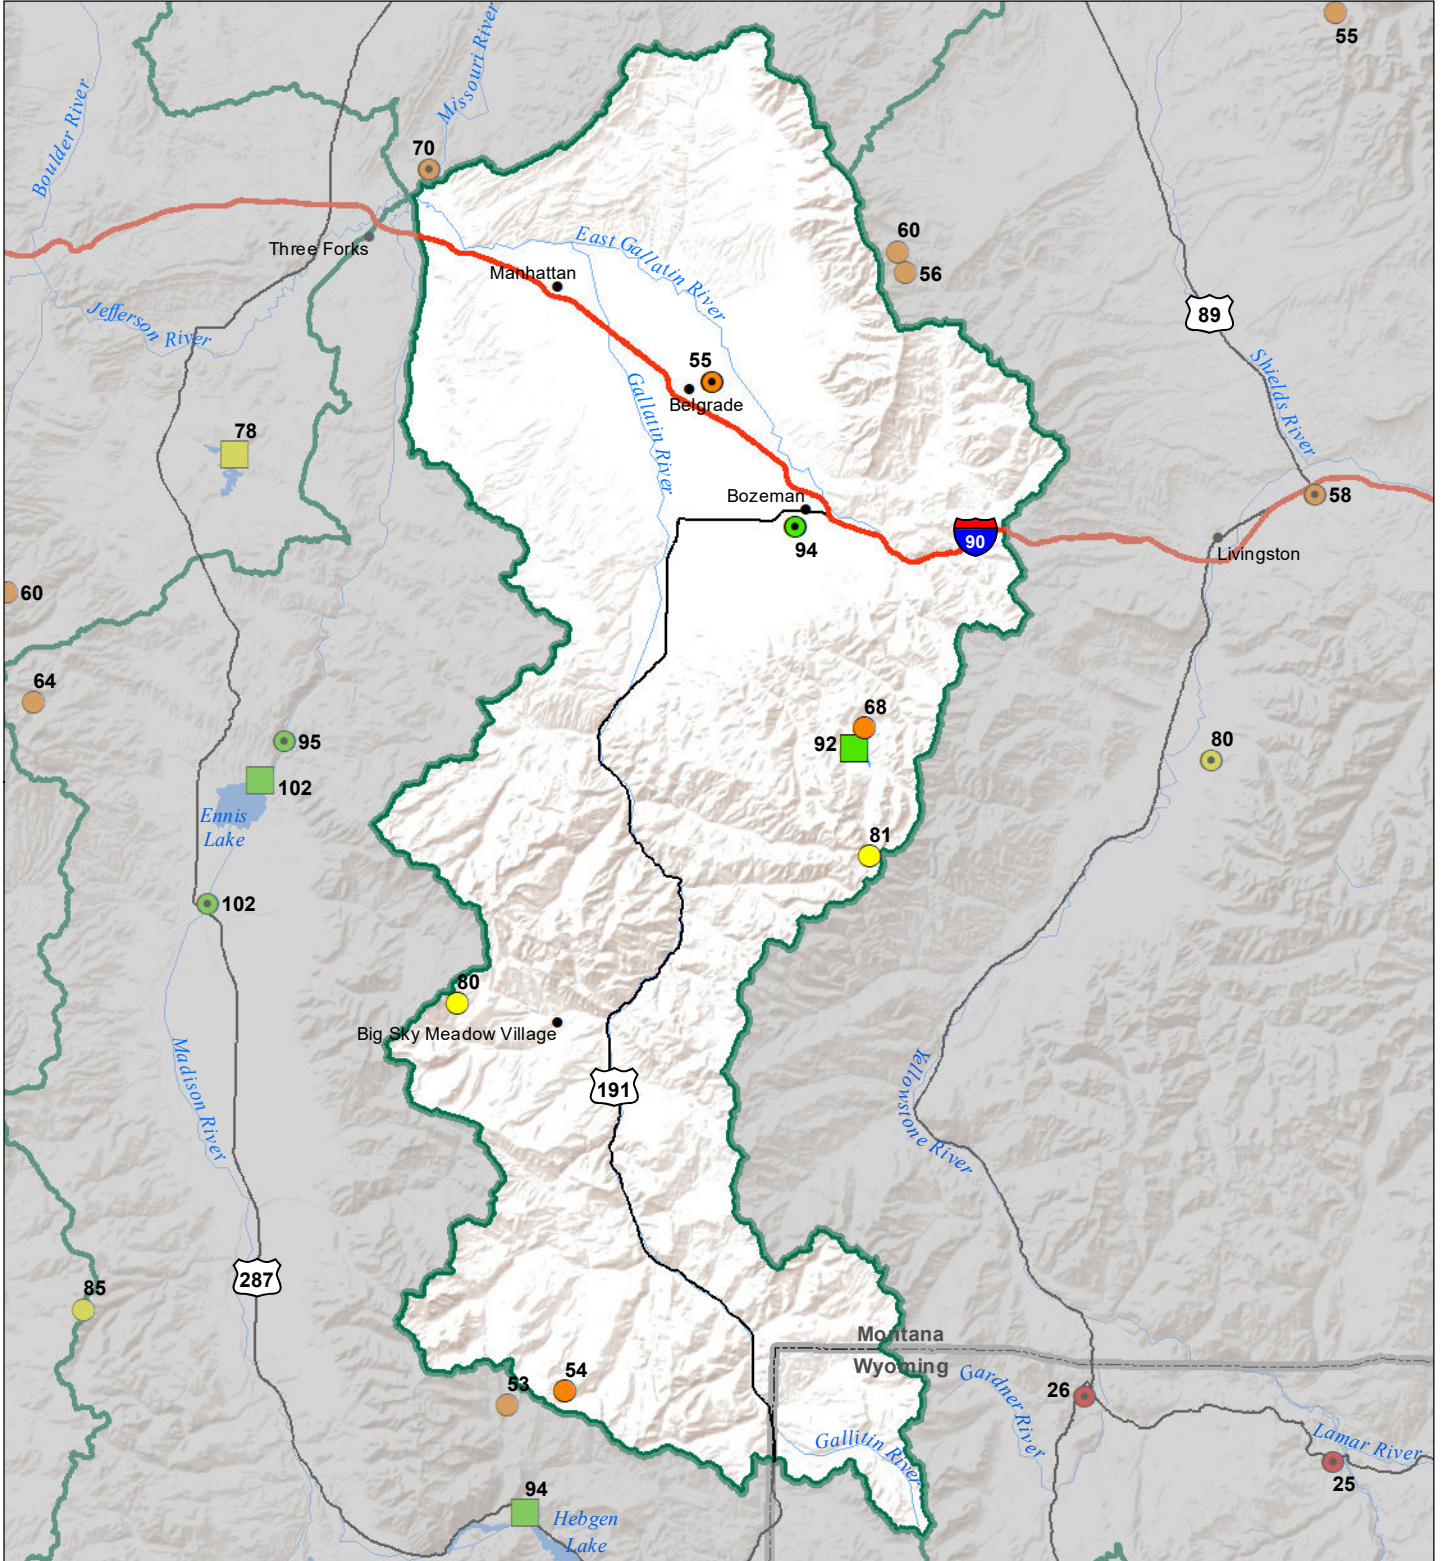 55
Missouri River
Boulder River
70
60
56
Three Forks
East Gallatin River
Manhattan
89
Jefferson River
55
Belgrade
Gallatin River
Shields River
78
Bozeman
58
94
90
Livingston
60
64
68
92
95
80
102
Ennis
Lake
81
102
80
Big Sky Meadow Village
Madison River
191
Yellowstone River
287
85
Montana
Wyoming
53
54
26
Gardner River
Gallitin River
Lamar River
25
94
Hebgen
Lake